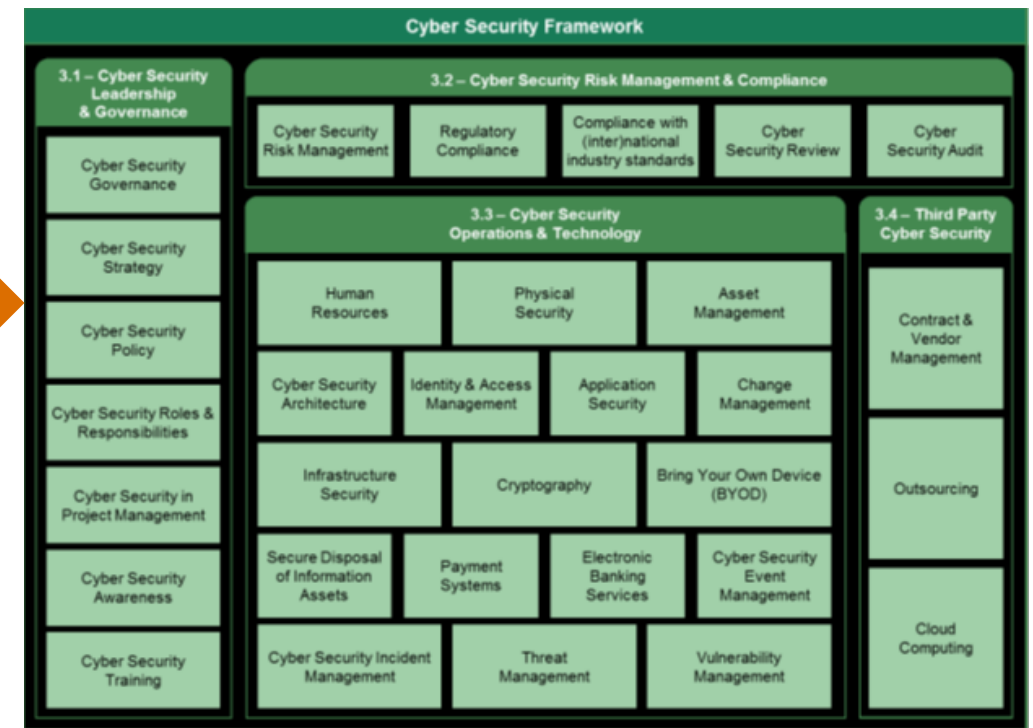 Cyber Security Framework
3.1 – Cyber Security
Leadership
& Governance
Cyber Security
Governance
Cyber Security
Strategy
Cyber Security
Policy
Cyber Security Roles &
Responsibilities
Cyber Security in
Project Management
Cyber Security
Awareness
Cyber Security
Training
3.2 – Cyber Security Risk Management & Compliance
Cyber Security
Risk Management
Regulatory
Compliance
Compliance with
(inter)national
industry standards
Cyber
Security Review
Cyber
Security Audit
3.3 – Cyber Security
Operations & Technology
Human
Resources
Physical
Security
Asset
Management
Cyber Security
Architecture
Identity & Access
Management
Application
Security
Change
Management
Infrastructure
Security
Cryptography
Bring Your Own Device
(BYOD)
Secure Disposal
of Information
Assets
Payment
Systems
Electronic
Banking
Services
Cyber Security
Event
Management
Cyber Security Incident
Management
Threat
Management
Vulnerability
Management
3.4 – Third Party
Cyber Security
Contract &
Vendor
Management
Outsourcing
Cloud
Computing